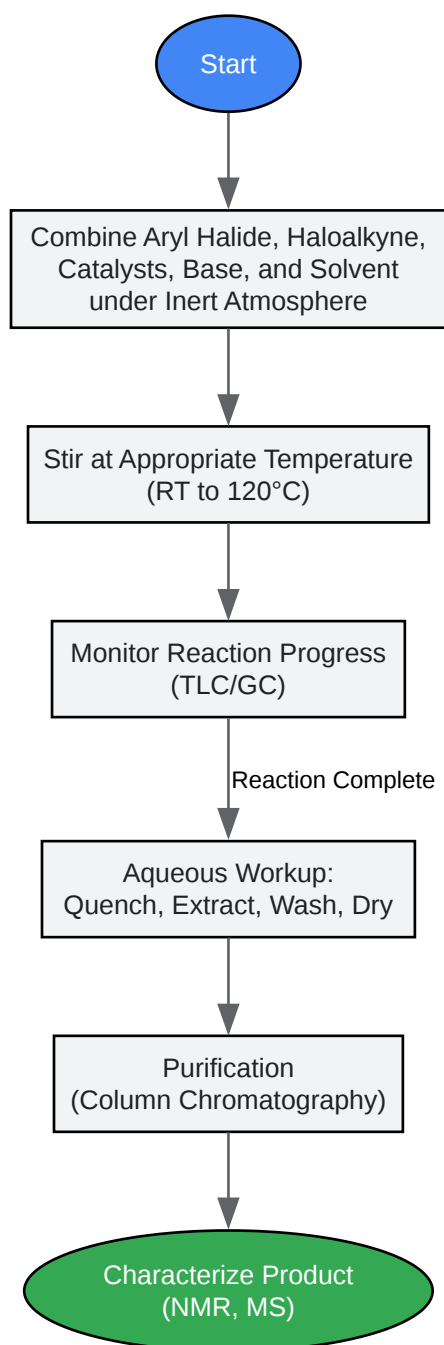 Start
Combine Aryl Halide, Haloalkyne,
Catalysts, Base, and Solvent
under Inert Atmosphere
Stir at Appropriate Temperature
(RT to 120°C)
Monitor Reaction Progress
(TLC/GC)
Reaction Complete
Aqueous Workup:
Quench, Extract, Wash, Dry
Purification
(Column Chromatography)
Characterize Product
(NMR, MS)